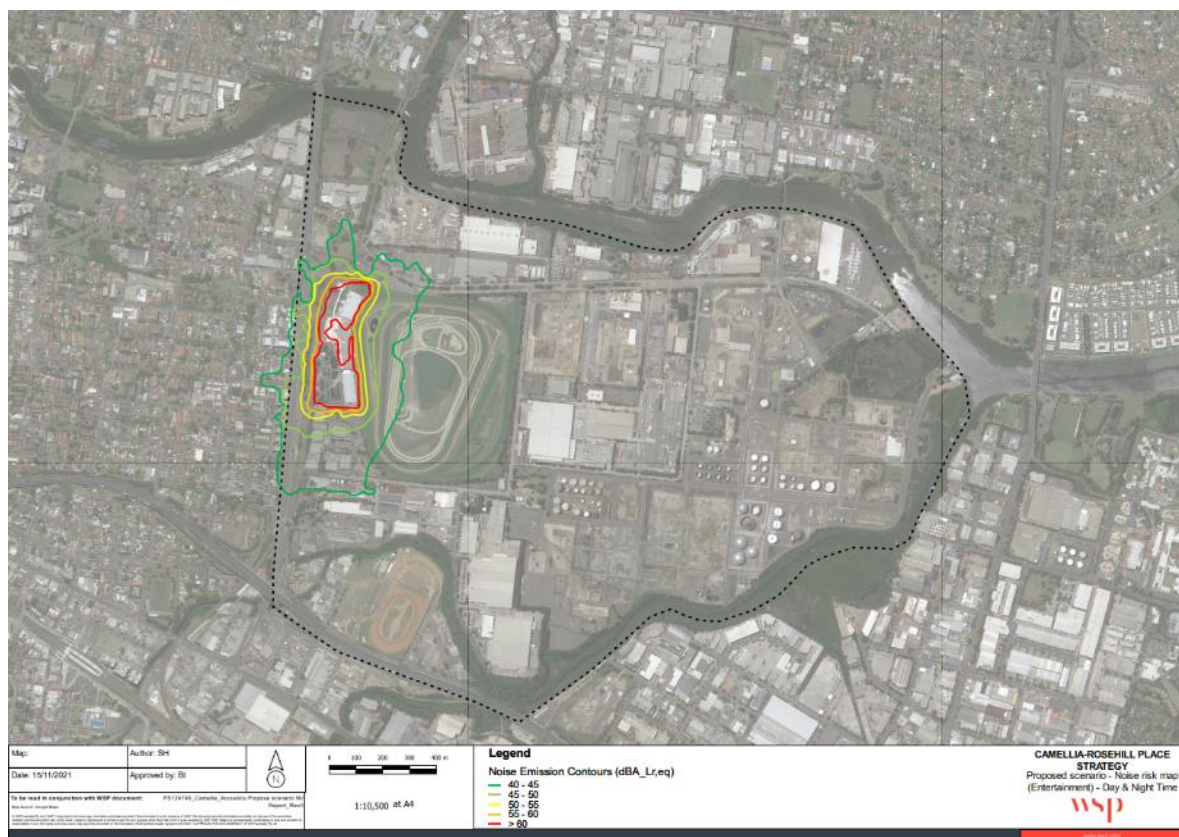 Map:
Author: SH
Date: 15/11/2021
Approved by: BI
N
To be read in conjunction with WSP document:
0 100 200 300 400 m
1:10,500 at A4
Legend
Noise Emission Contours (dBA_Lr,eq)
40 - 45
45 - 50
50 - 55
55 - 60
> 60
CAMELLIA-ROSEHILL PLACE
STRATEGY
Proposed scenario - Noise risk map
(Entertainment) - Day & Night Time
wsp